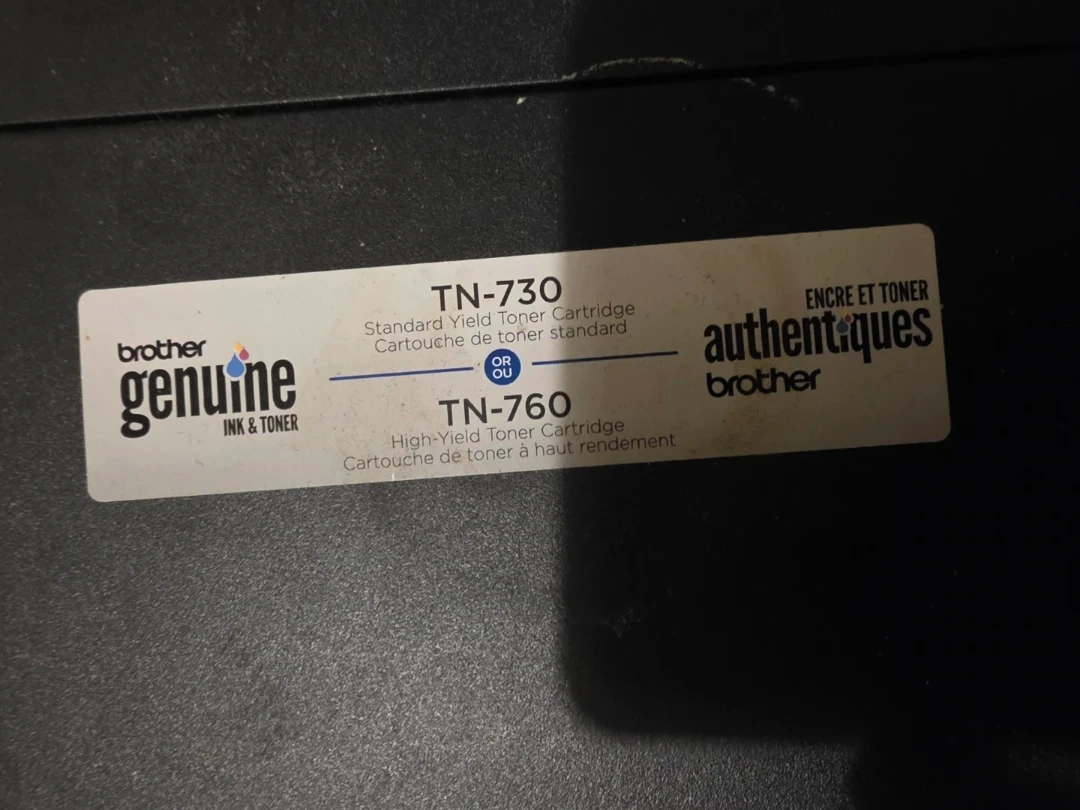 brother
genuine
INK & TONER
TN-730
Standard Yield Toner Cartridge
Cartouche de toner standard
OR
OU
TN-760
High-Yield Toner Cartridge
Cartouche de toner à haut rendement
ENCRE ET TONER
authentiques
brother